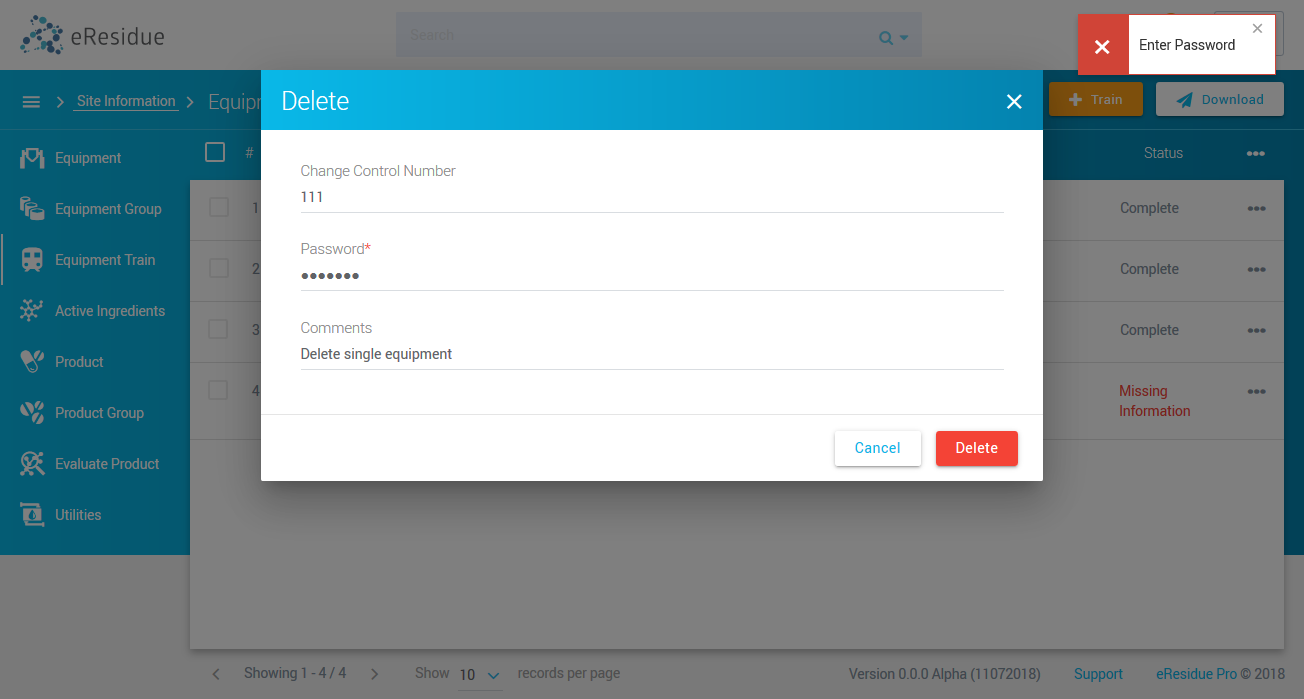 eResidue
Search
Enter Password
Site Information
Equip
Delete
Train
Download
#
Status
Equipment
Equipment Group
Equipment Train
Active Ingredients
Product
Product Group
Evaluate Product
Utilities
Change Control Number
111
Password*
•••••••
Comments
Delete single equipment
Cancel
Delete
1
Complete
2
Complete
3
Complete
4
Missing
Information
Showing 1 - 4 / 4
Show 10 records per page
Version 0.0.0 Alpha (11072018)
Support
eResidue Pro © 2018